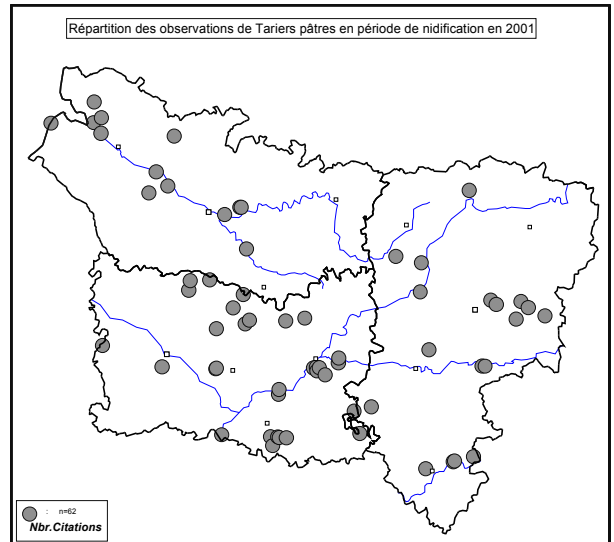 Répartition des observations de Tariers pâtres en période de nidification en 2001
: n=62
Nbr.Citations